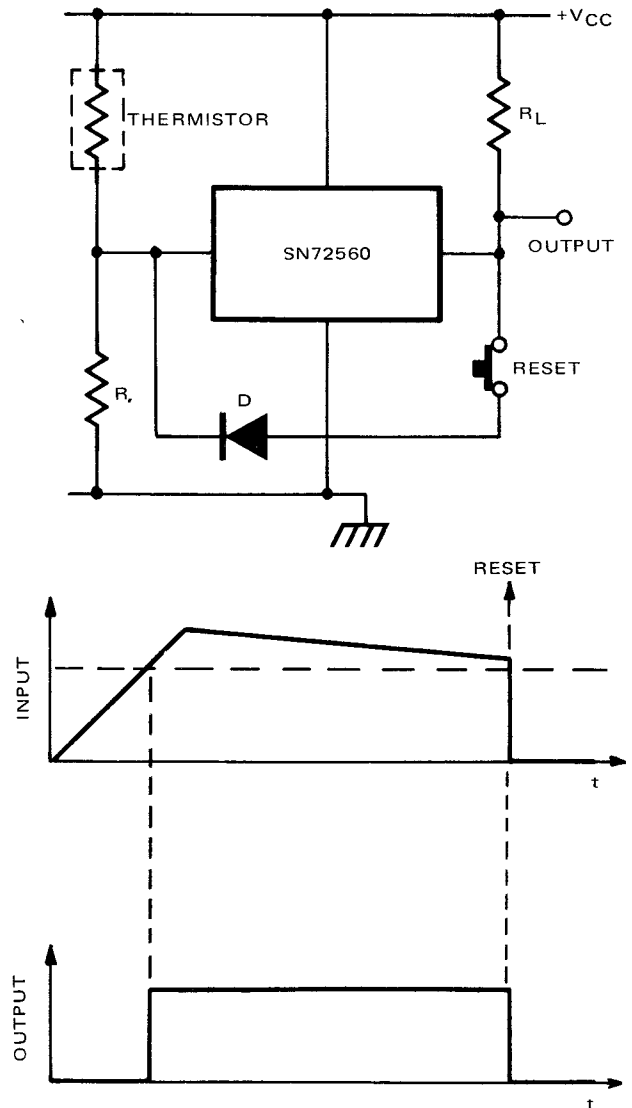 +VCC
THERMISTOR
RL
SN72560
OUTPUT
RESET
R
D
RESET
INPUT
t
OUTPUT
t